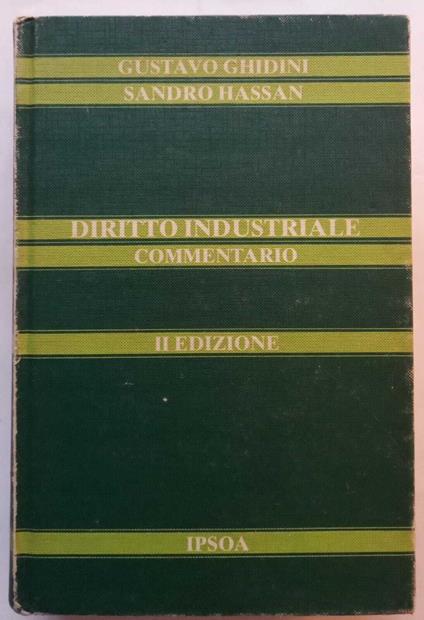 GUSTAVO GHIDINI
SANDRO HASSAN
DIRITTO INDUSTRIALE
COMMENTARIO
II EDIZIONE
IPSOA